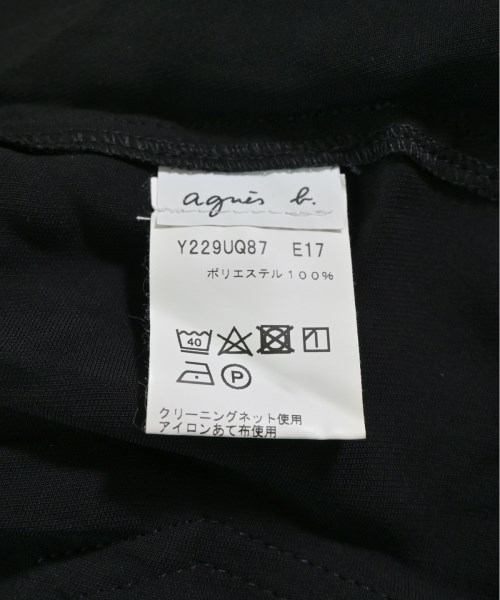 agnès b.
Y229UQ87 E17
ポリエステル100%
40
P
クリーニングネット使用
アイロンあて布使用